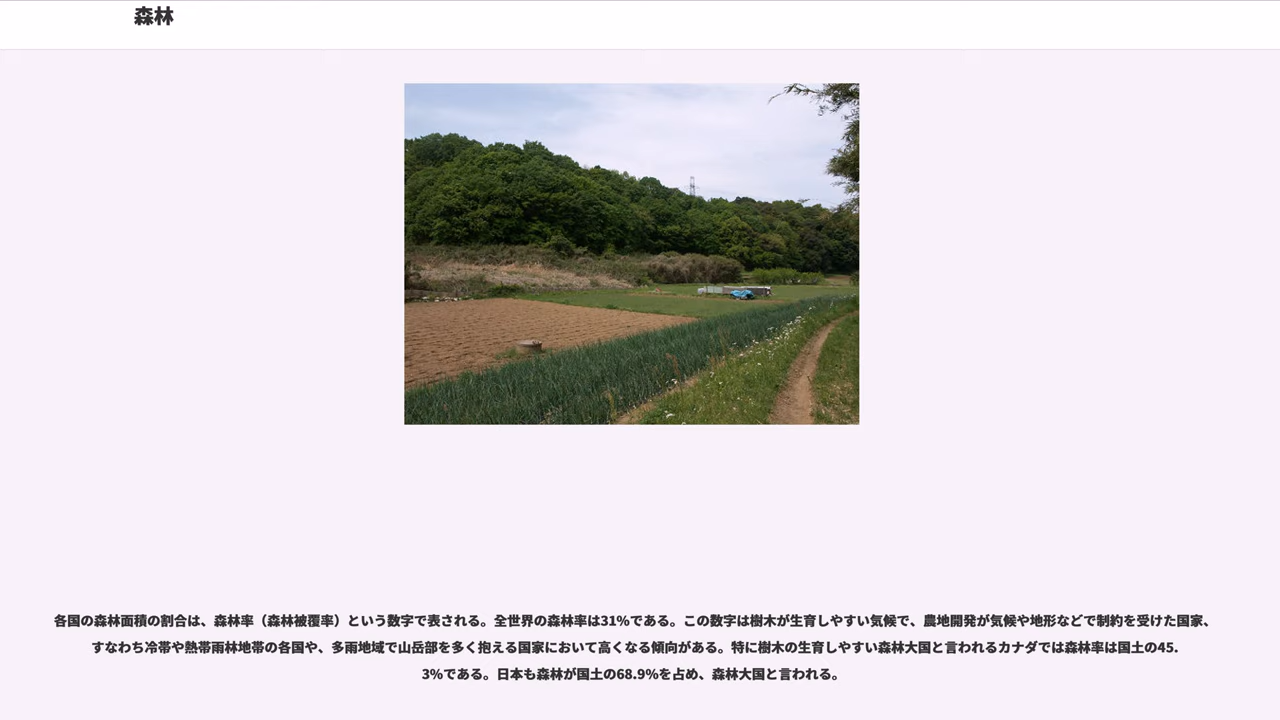 森林
各国の森林面積の割合は、森林率（森林被覆率）という数字で表される。全世界の森林率は31%である。この数字は樹木が生育しやすい気候で、農地開発が気候や地形などで制約を受けた国家、
すなわち冷帯や熱帯雨林地帯の各国や、多雨地域で山岳部を多く抱える国家において高くなる傾向がある。特に樹木の生育しやすい森林大国と言われるカナダでは森林率は国土の45.
3%である。日本も森林が国土の68.9%を占め、森林大国と言われる。